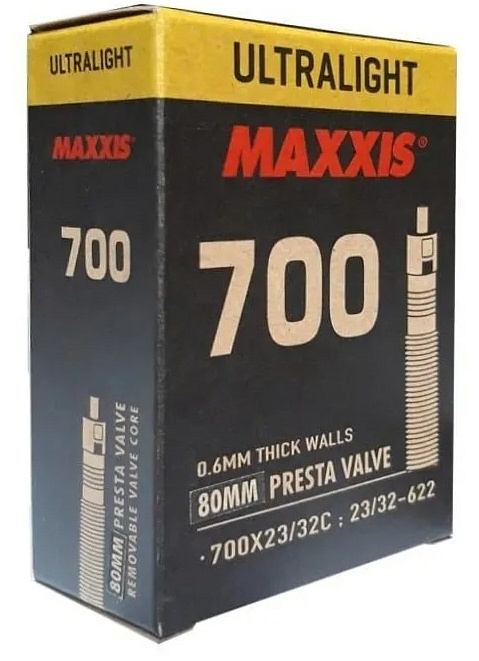 ULTRALIGHT
MAXXIS
700
80MM PRESTA VALVE
REMOVABLE VALVE CORE
ULTRALIGHT
MAXXIS®
700
0.6MM THICK WALLS
80MM PRESTA VALVE
·700X23/32C : 23/32-622